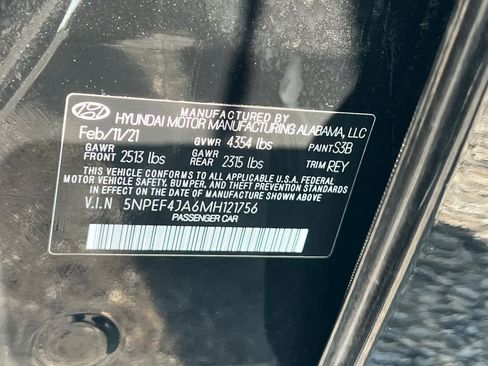 MANUFACTURED BY
HYUNDAI MOTOR MANUFACTURING ALABAMA, LLC
Feb/11/21 GVWR 4354 lbs PAINT S3B
GAWR FRONT 2513 lbs GAWR REAR 2315 lbs TRIM REY
THIS VEHICLE CONFORMS TO ALL APPLICABLE U.S.A. FEDERAL
MOTOR VEHICLE SAFETY, BUMPER, AND THEFT PREVENTION STANDARDS
IN EFFECT ON THE DATE OF MANUFACTURE SHOWN ABOVE.
V.I.N 5NPEF4JA6MH121756
PASSENGER CAR